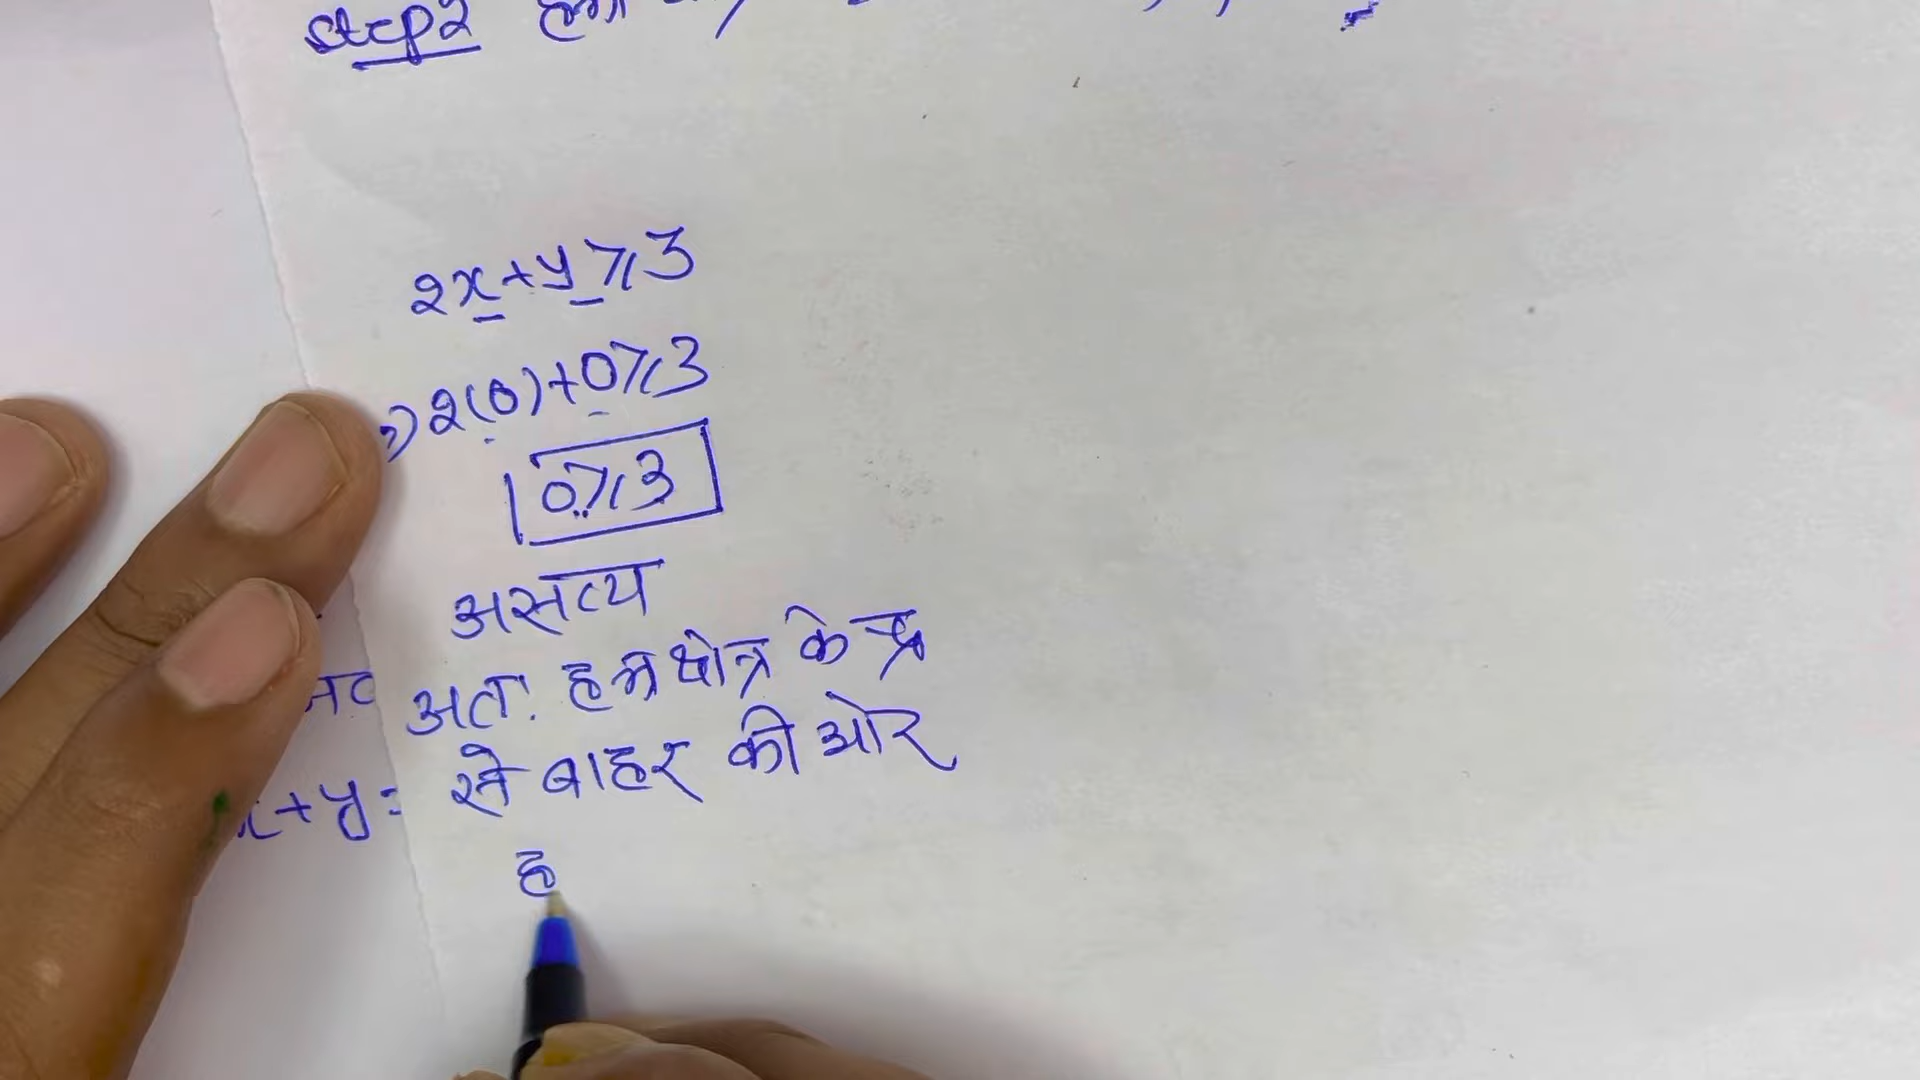 Step2
2x+y≥3
2(0)+0≥3
0≥3
असत्य
अतः हम क्षेत्र केन्द्र
से बाहर की ओर
x+y=
ह